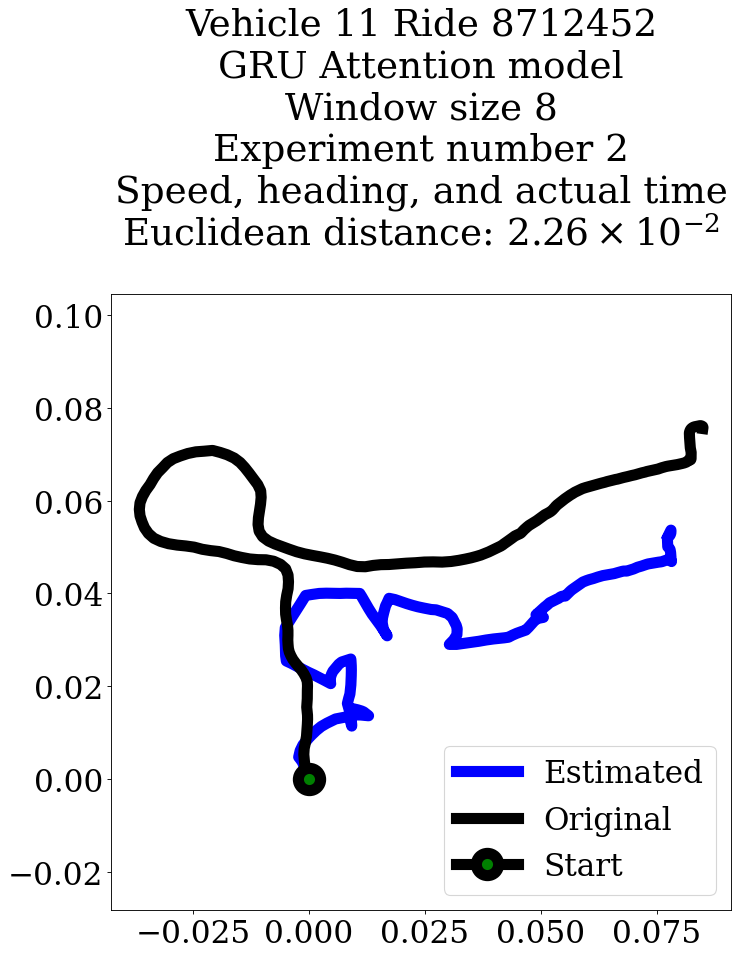 Vehicle 11 Ride 8712452
GRU Attention model
Window size 8
Experiment number 2
Speed, heading, and actual time
Euclidean distance: 2.26 × 10⁻²
0.10
0.08
0.06
0.04
0.02
0.00
−0.02
Estimated
Original
Start
−0.025 0.000 0.025 0.050 0.075